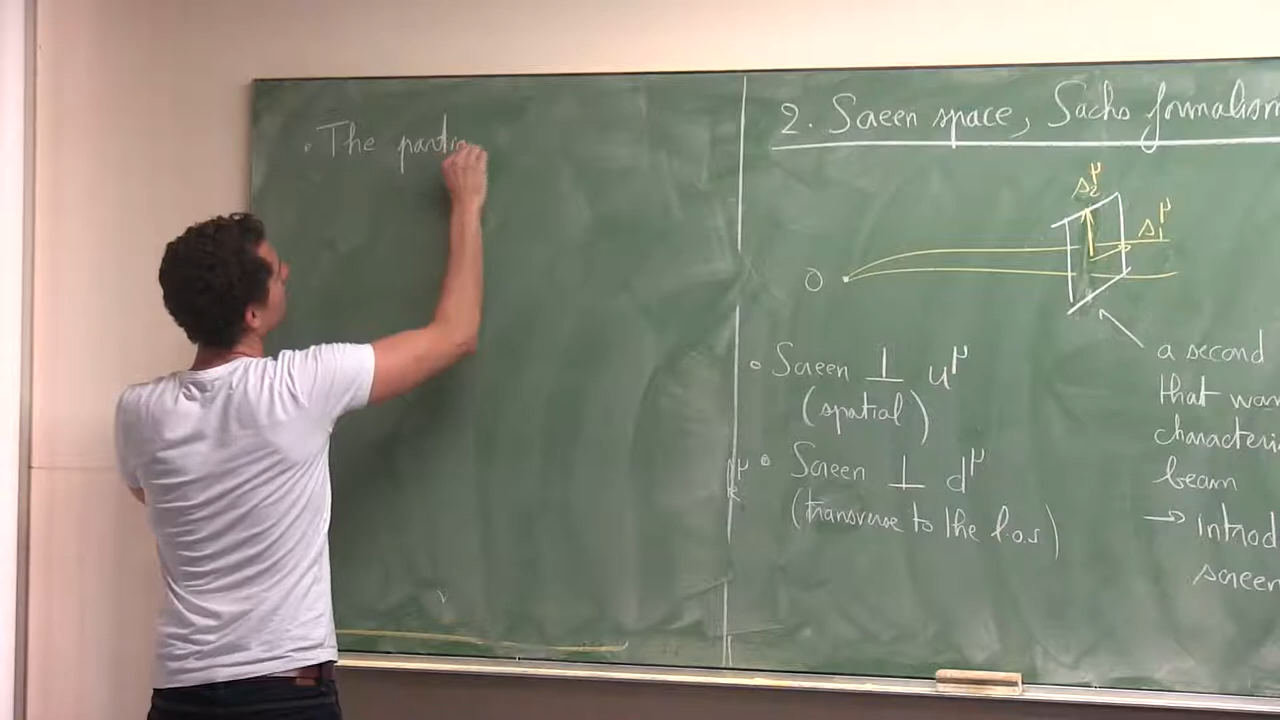 • The partic
2. Screen space, Sachs formalism
s₂^μ
s₁^μ
O
a second
that wan
characteri
beam
→ introd
screen
• Screen ⊥ u^μ
(spatial)
• Screen ⊥ d^μ
(transverse to the l.o.s)